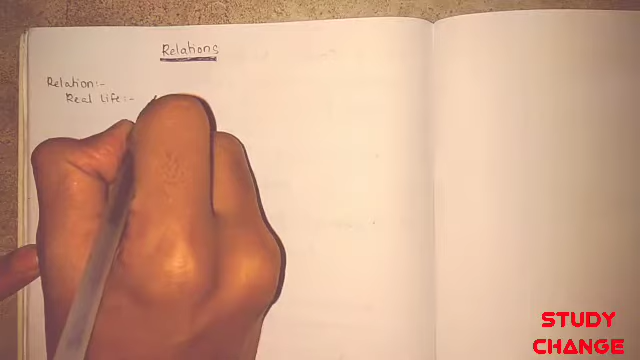 Relations
Relation:-
Real Life:-
STUDY
CHANGE